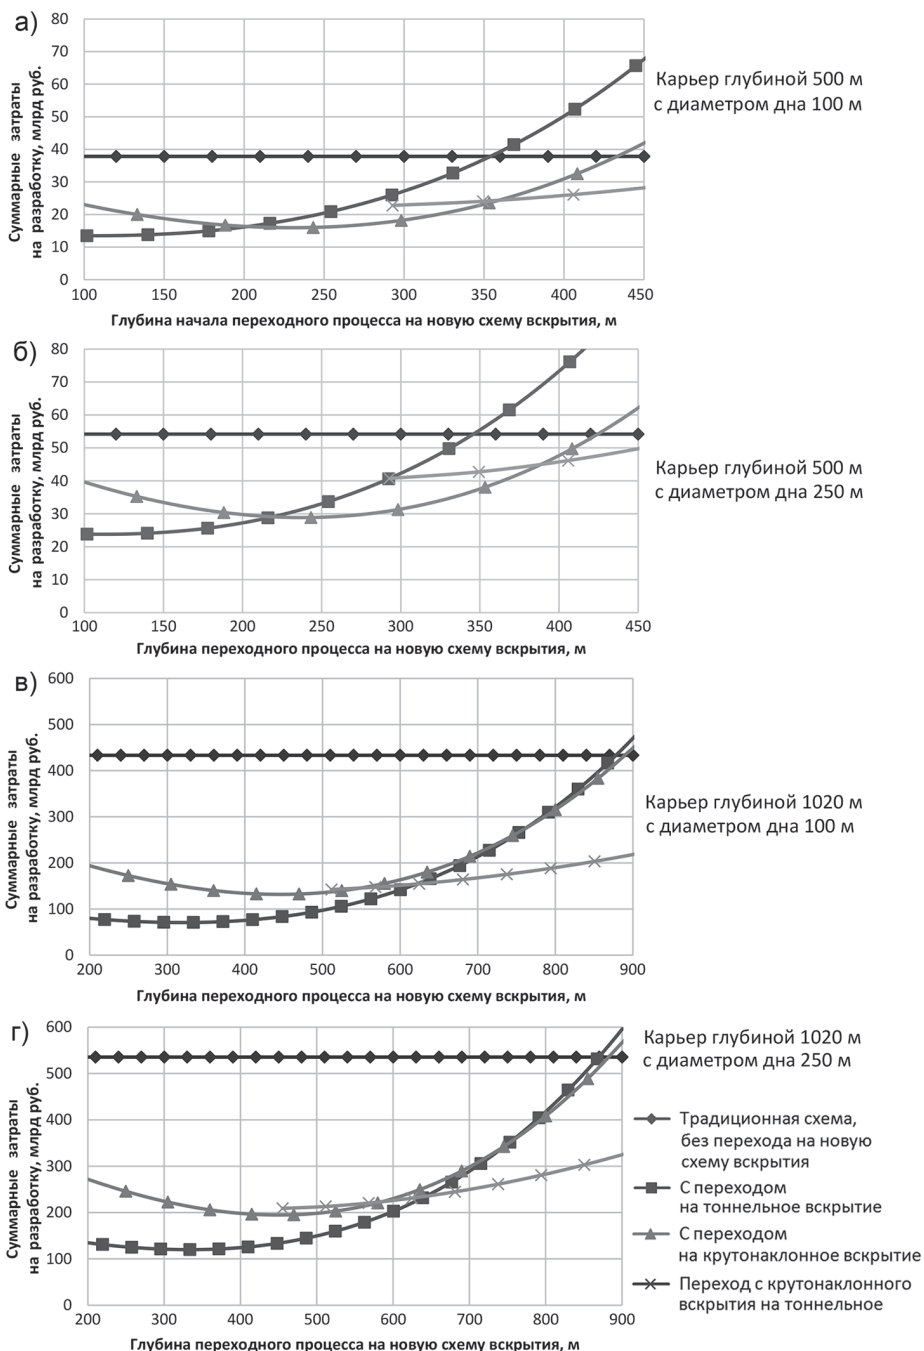 а)
Суммарные затраты
на разработку, млрд руб.
80
70
60
50
40
30
20
10
0
100 150 200 250 300 350 400 450
Глубина начала переходного процесса на новую схему вскрытия, м
Карьер глубиной 500 м
с диаметром дна 100 м
б)
Суммарные затраты
на разработку, млрд руб.
80
70
60
50
40
30
20
10
0
100 150 200 250 300 350 400 450
Глубина переходного процесса на новую схему вскрытия, м
Карьер глубиной 500 м
с диаметром дна 250 м
в)
Суммарные затраты
на разработку, млрд руб.
600
500
400
300
200
100
0
200 300 400 500 600 700 800 900
Глубина переходного процесса на новую схему вскрытия, м
Карьер глубиной 1020 м
с диаметром дна 100 м
г)
Суммарные затраты
на разработку, млрд руб.
600
500
400
300
200
100
0
200 300 400 500 600 700 800 900
Глубина переходного процесса на новую схему вскрытия, м
Карьер глубиной 1020 м
с диаметром дна 250 м
Традиционная схема,
без перехода на новую
схему вскрытия
С переходом
на тоннельное вскрытие
С переходом
на крутонаклонное вскрытие
Переход с крутонаклонного
вскрытия на тоннельное